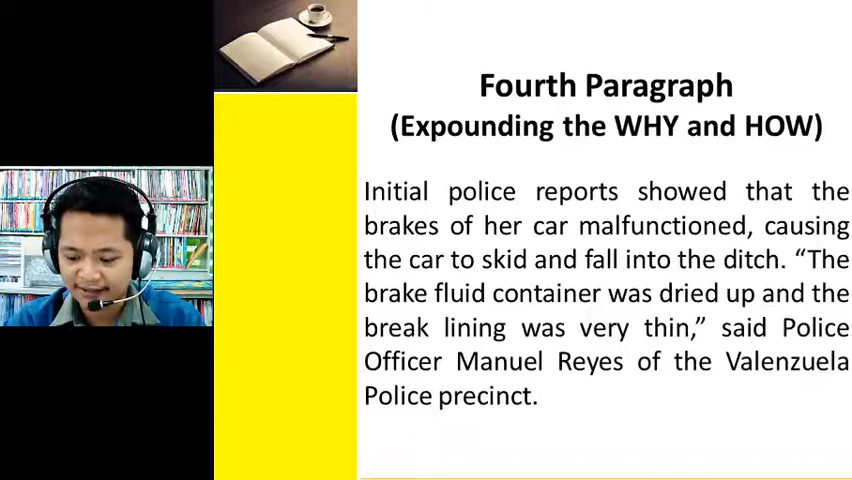 Fourth Paragraph
(Expounding the WHY and HOW)
Initial police reports showed that the
brakes of her car malfunctioned, causing
the car to skid and fall into the ditch. “The
brake fluid container was dried up and the
break lining was very thin,” said Police
Officer Manuel Reyes of the Valenzuela
Police precinct.